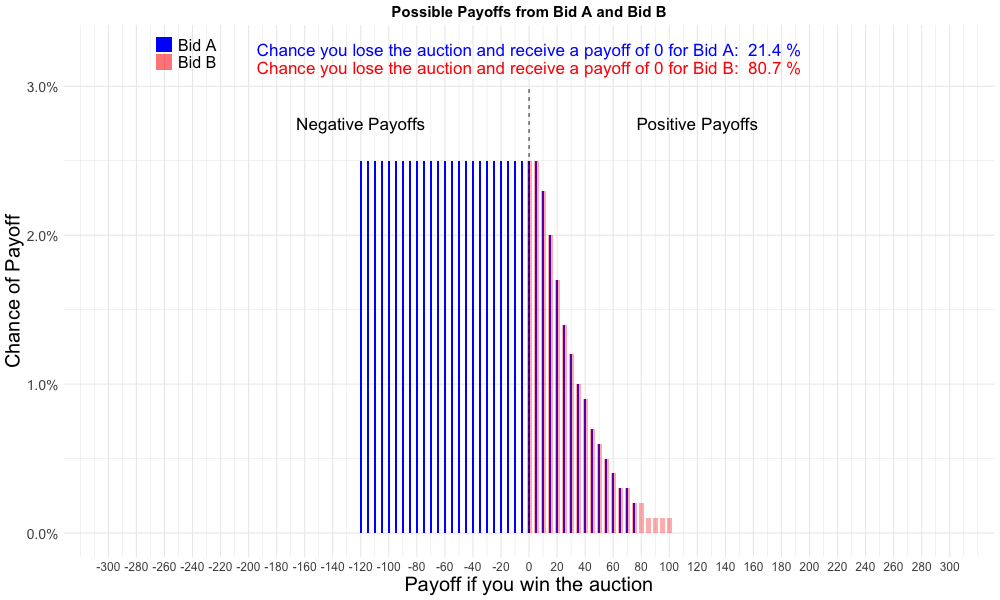 Possible Payoffs from Bid A and Bid B
Bid A
Bid B
Chance you lose the auction and receive a payoff of 0 for Bid A:  21.4 %
Chance you lose the auction and receive a payoff of 0 for Bid B:  80.7 %
Negative Payoffs
Positive Payoffs
Chance of Payoff
3.0%
2.0%
1.0%
0.0%
-300 -280 -260 -240 -220 -200 -180 -160 -140 -120 -100 -80 -60 -40 -20 0 20 40 60 80 100 120 140 160 180 200 220 240 260 280 300
Payoff if you win the auction